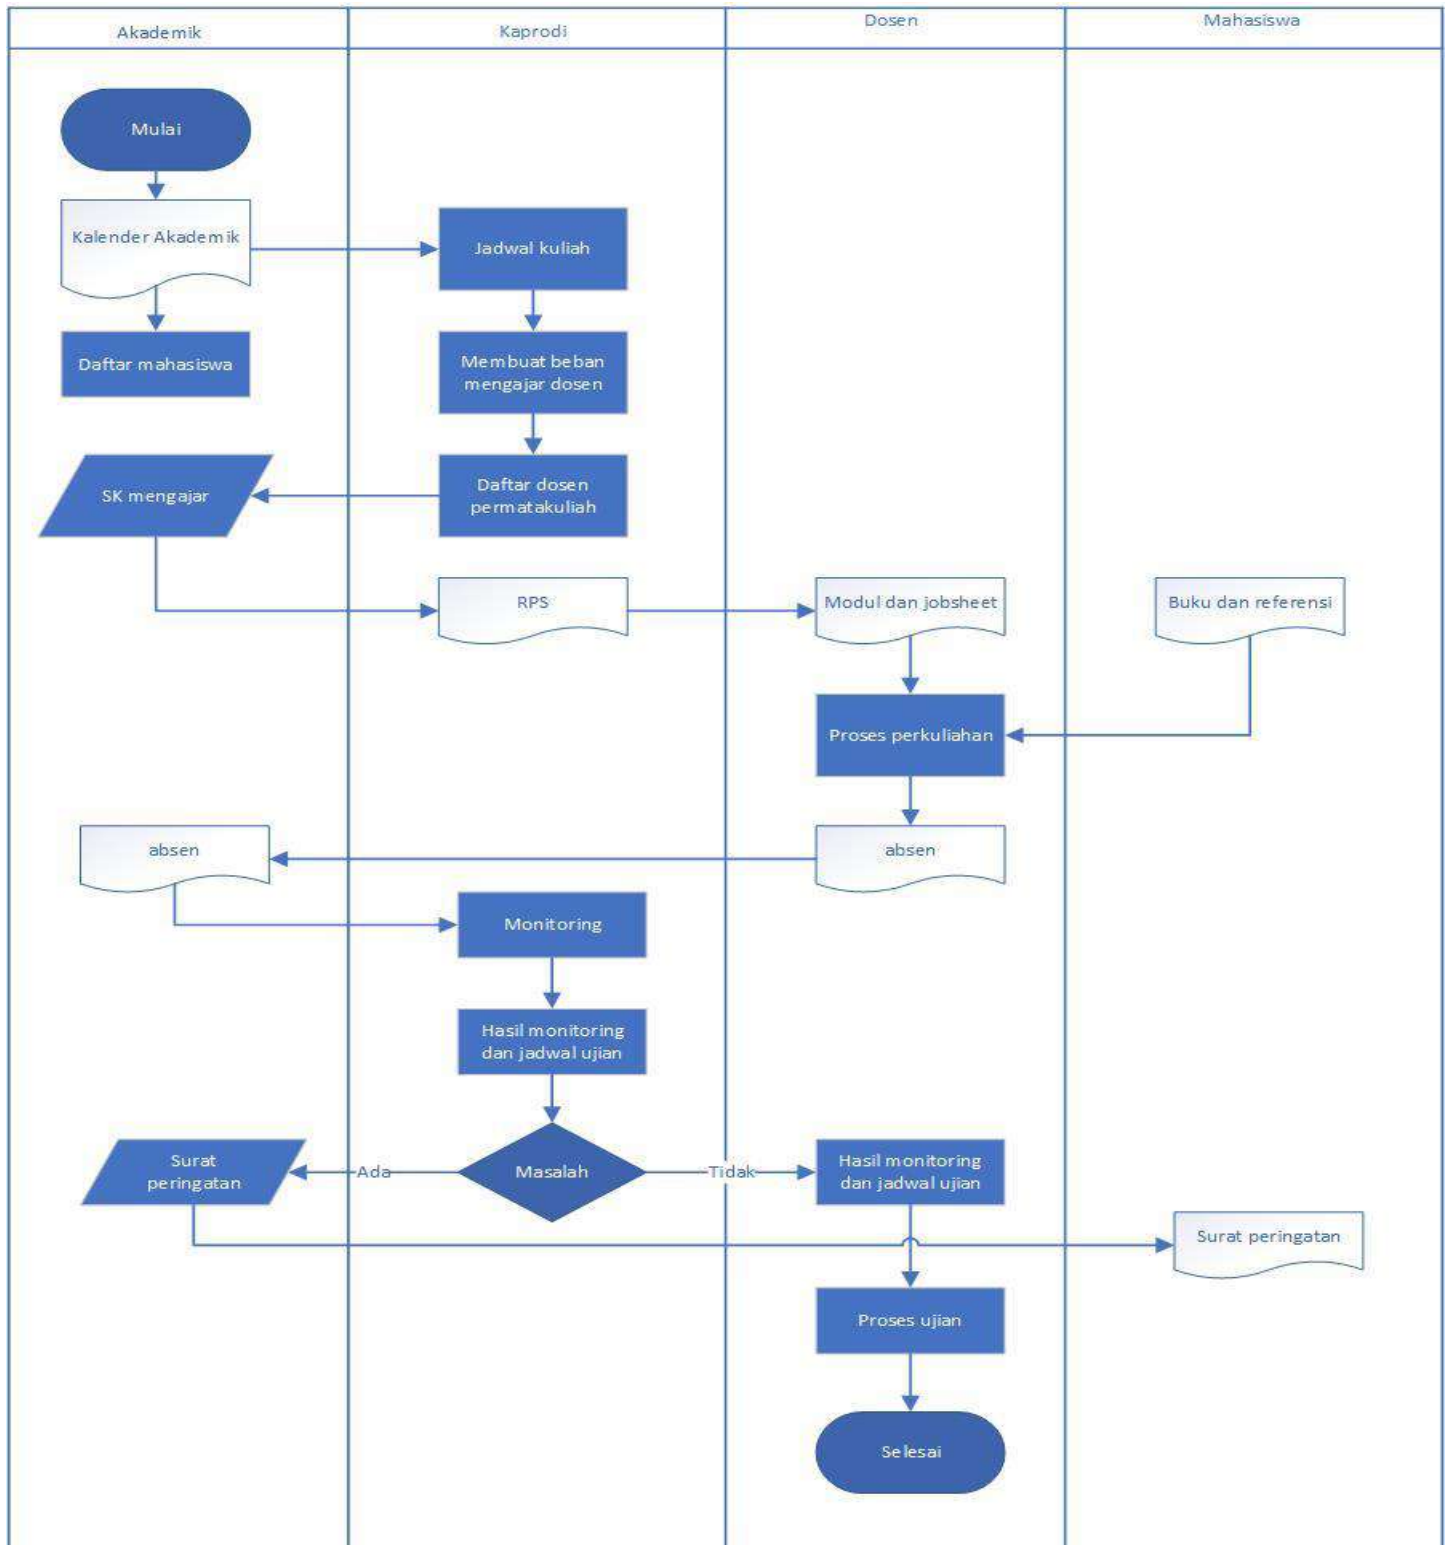 Akademik
Kaprodi
Dosen
Mahasiswa
Mulai
Kalender Akademik
Jadwal kuliah
Daftar mahasiswa
Membuat beban
mengajar dosen
SK mengajar
Daftar dosen
permatakuliah
RPS
Modul dan jobsheet
Buku dan referensi
Proses perkuliahan
absen
absen
Monitoring
Hasil monitoring
dan jadwal ujian
Surat
peringatan
Ada
Masalah
Tidak
Hasil monitoring
dan jadwal ujian
Surat peringatan
Proses ujian
Selesai